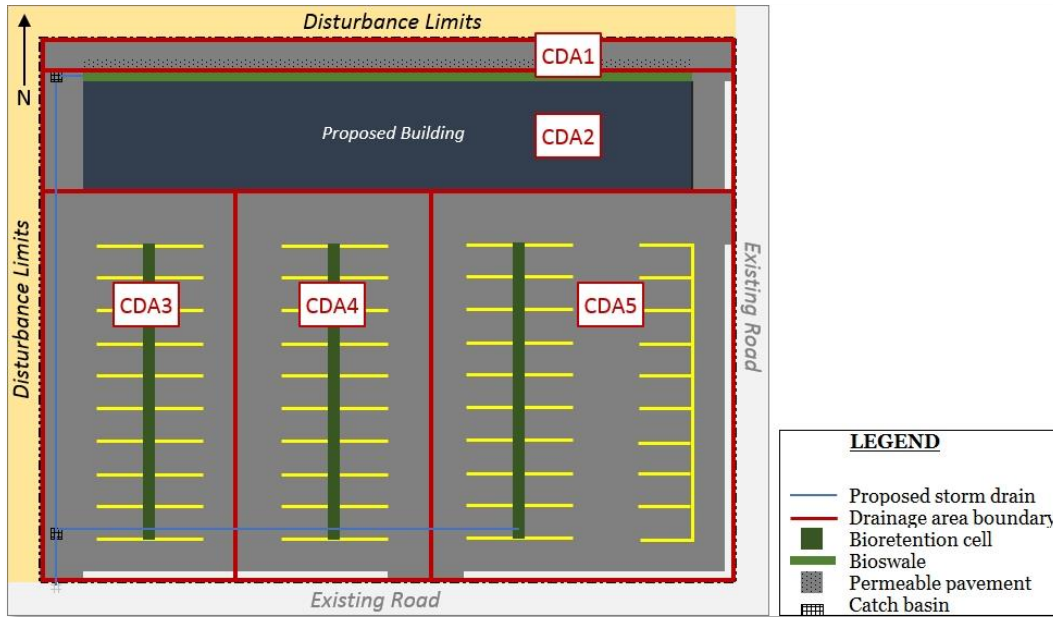 Disturbance Limits
N
CDA1
Proposed Building
CDA2
Disturbance Limits
CDA3
CDA4
CDA5
Existing Road
Existing Road
LEGEND
Proposed storm drain
Drainage area boundary
Bioretention cell
Bioswale
Permeable pavement
Catch basin